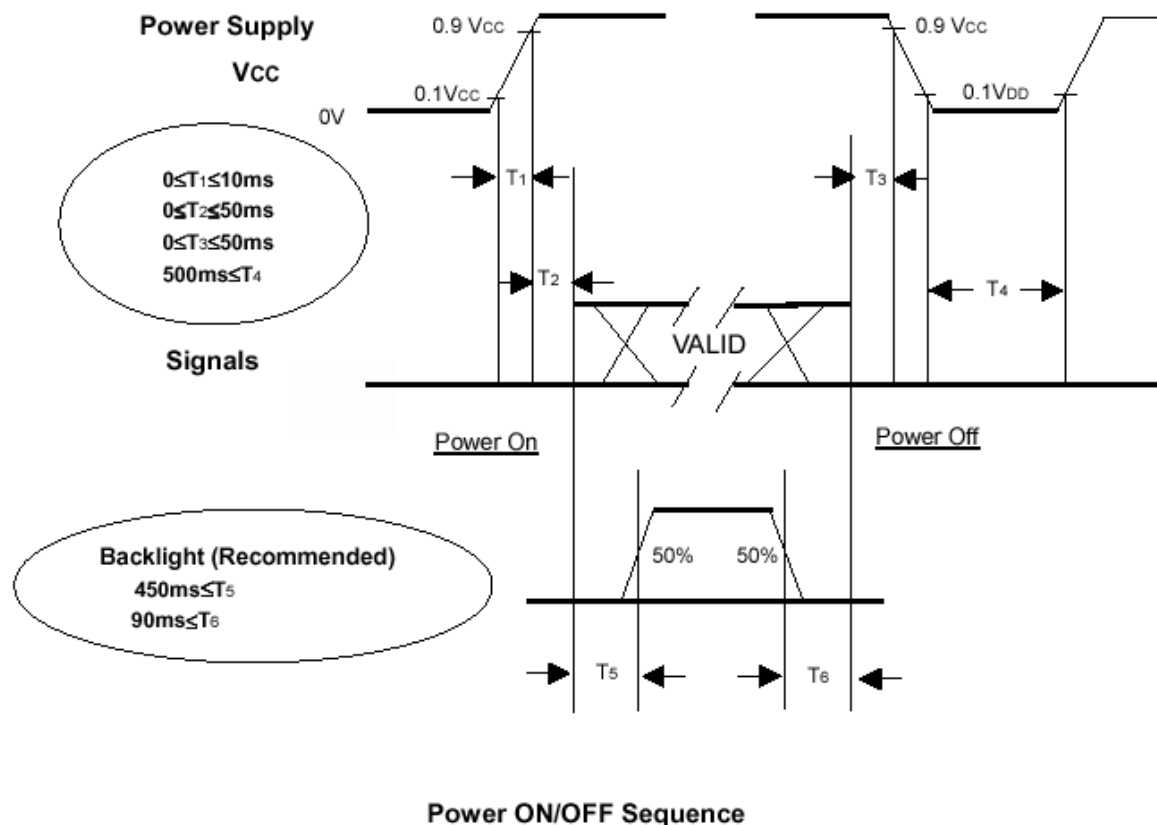 Power Supply
Vcc
0.9 Vcc
0.1Vcc
0V
0.9 Vcc
0.1VDD
0≤T1≤10ms
0≤T2≤50ms
0≤T3≤50ms
500ms≤T4
T1
T3
T2
T4
VALID
Signals
Power On
Power Off
Backlight (Recommended)
450ms≤T5
90ms≤T6
50%
50%
T5
T6
Power ON/OFF Sequence